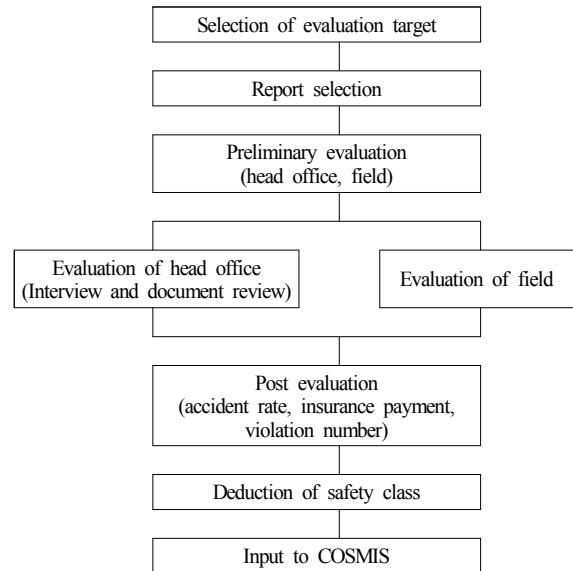 Selection of evaluation target
Report selection
Preliminary evaluation
(head office, field)
Evaluation of head office
(Interview and document review)
Evaluation of field
Post evaluation
(accident rate, insurance payment,
violation number)
Deduction of safety class
Input to COSMIS